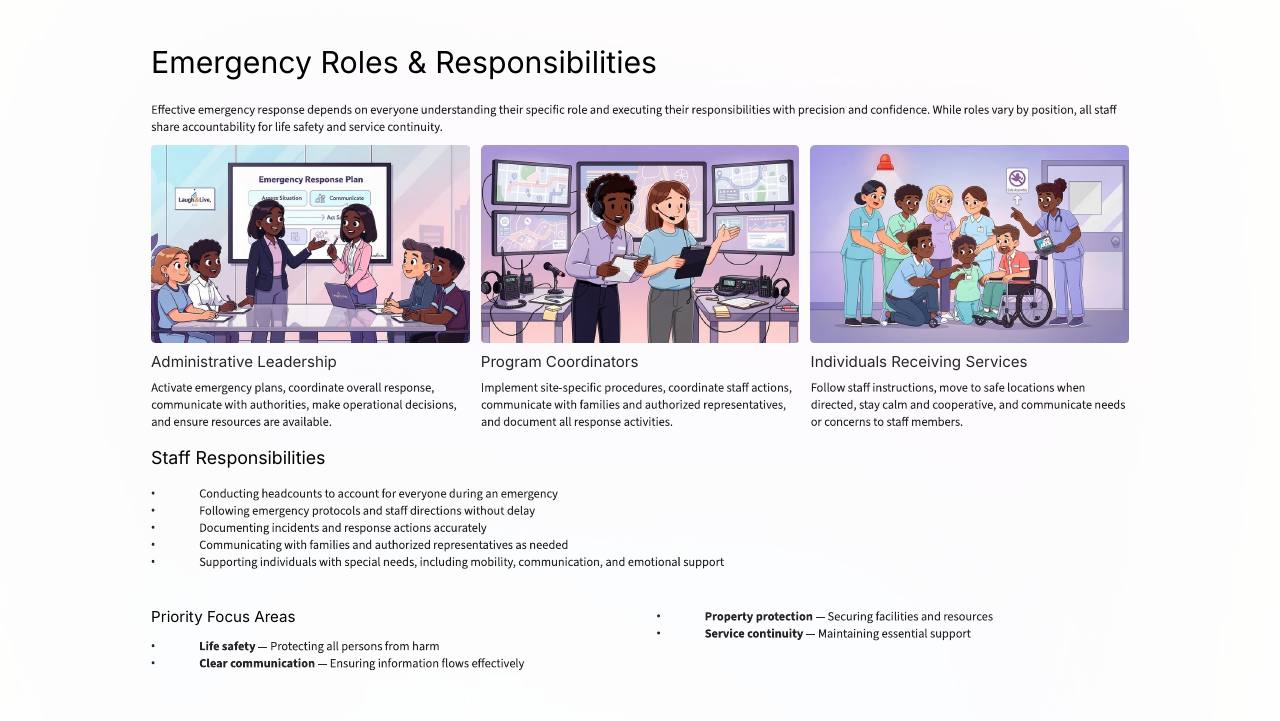 Emergency Roles & Responsibilities
Effective emergency response depends on everyone understanding their specific role and executing their responsibilities with precision and confidence. While roles vary by position, all staff
share accountability for life safety and service continuity.
Emergency Response Plan
Assess Situation
Communicate
Laugh&Live,
Safe Assembly
Administrative Leadership
Activate emergency plans, coordinate overall response,
communicate with authorities, make operational decisions,
and ensure resources are available.
Program Coordinators
Implement site-specific procedures, coordinate staff actions,
communicate with families and authorized representatives,
and document all response activities.
Individuals Receiving Services
Follow staff instructions, move to safe locations when
directed, stay calm and cooperative, and communicate needs
or concerns to staff members.
Staff Responsibilities
• Conducting headcounts to account for everyone during an emergency
• Following emergency protocols and staff directions without delay
• Documenting incidents and response actions accurately
• Communicating with families and authorized representatives as needed
• Supporting individuals with special needs, including mobility, communication, and emotional support
Priority Focus Areas
• Life safety — Protecting all persons from harm
• Clear communication — Ensuring information flows effectively
• Property protection — Securing facilities and resources
• Service continuity — Maintaining essential support